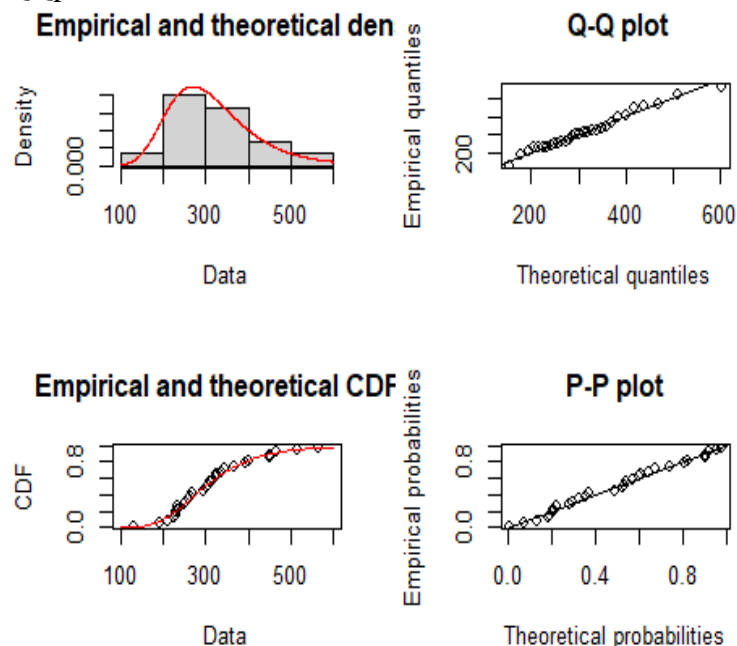 Empirical and theoretical den
Density
0.000
100 300 500
Data
Q-Q plot
Empirical quantiles
200
200 400 600
Theoretical quantiles
Empirical and theoretical CDF
CDF
0.0 0.8
100 300 500
Data
P-P plot
Empirical probabilities
0.0 0.8
0.0 0.4 0.8
Theoretical probabilities